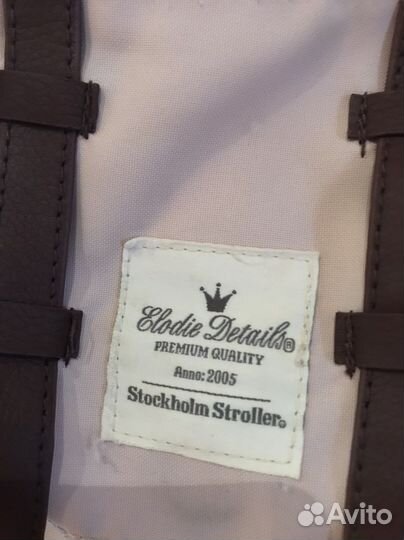 Elodie Details®
PREMIUM QUALITY
Anno: 2005
Stockholm Stroller®
Avito